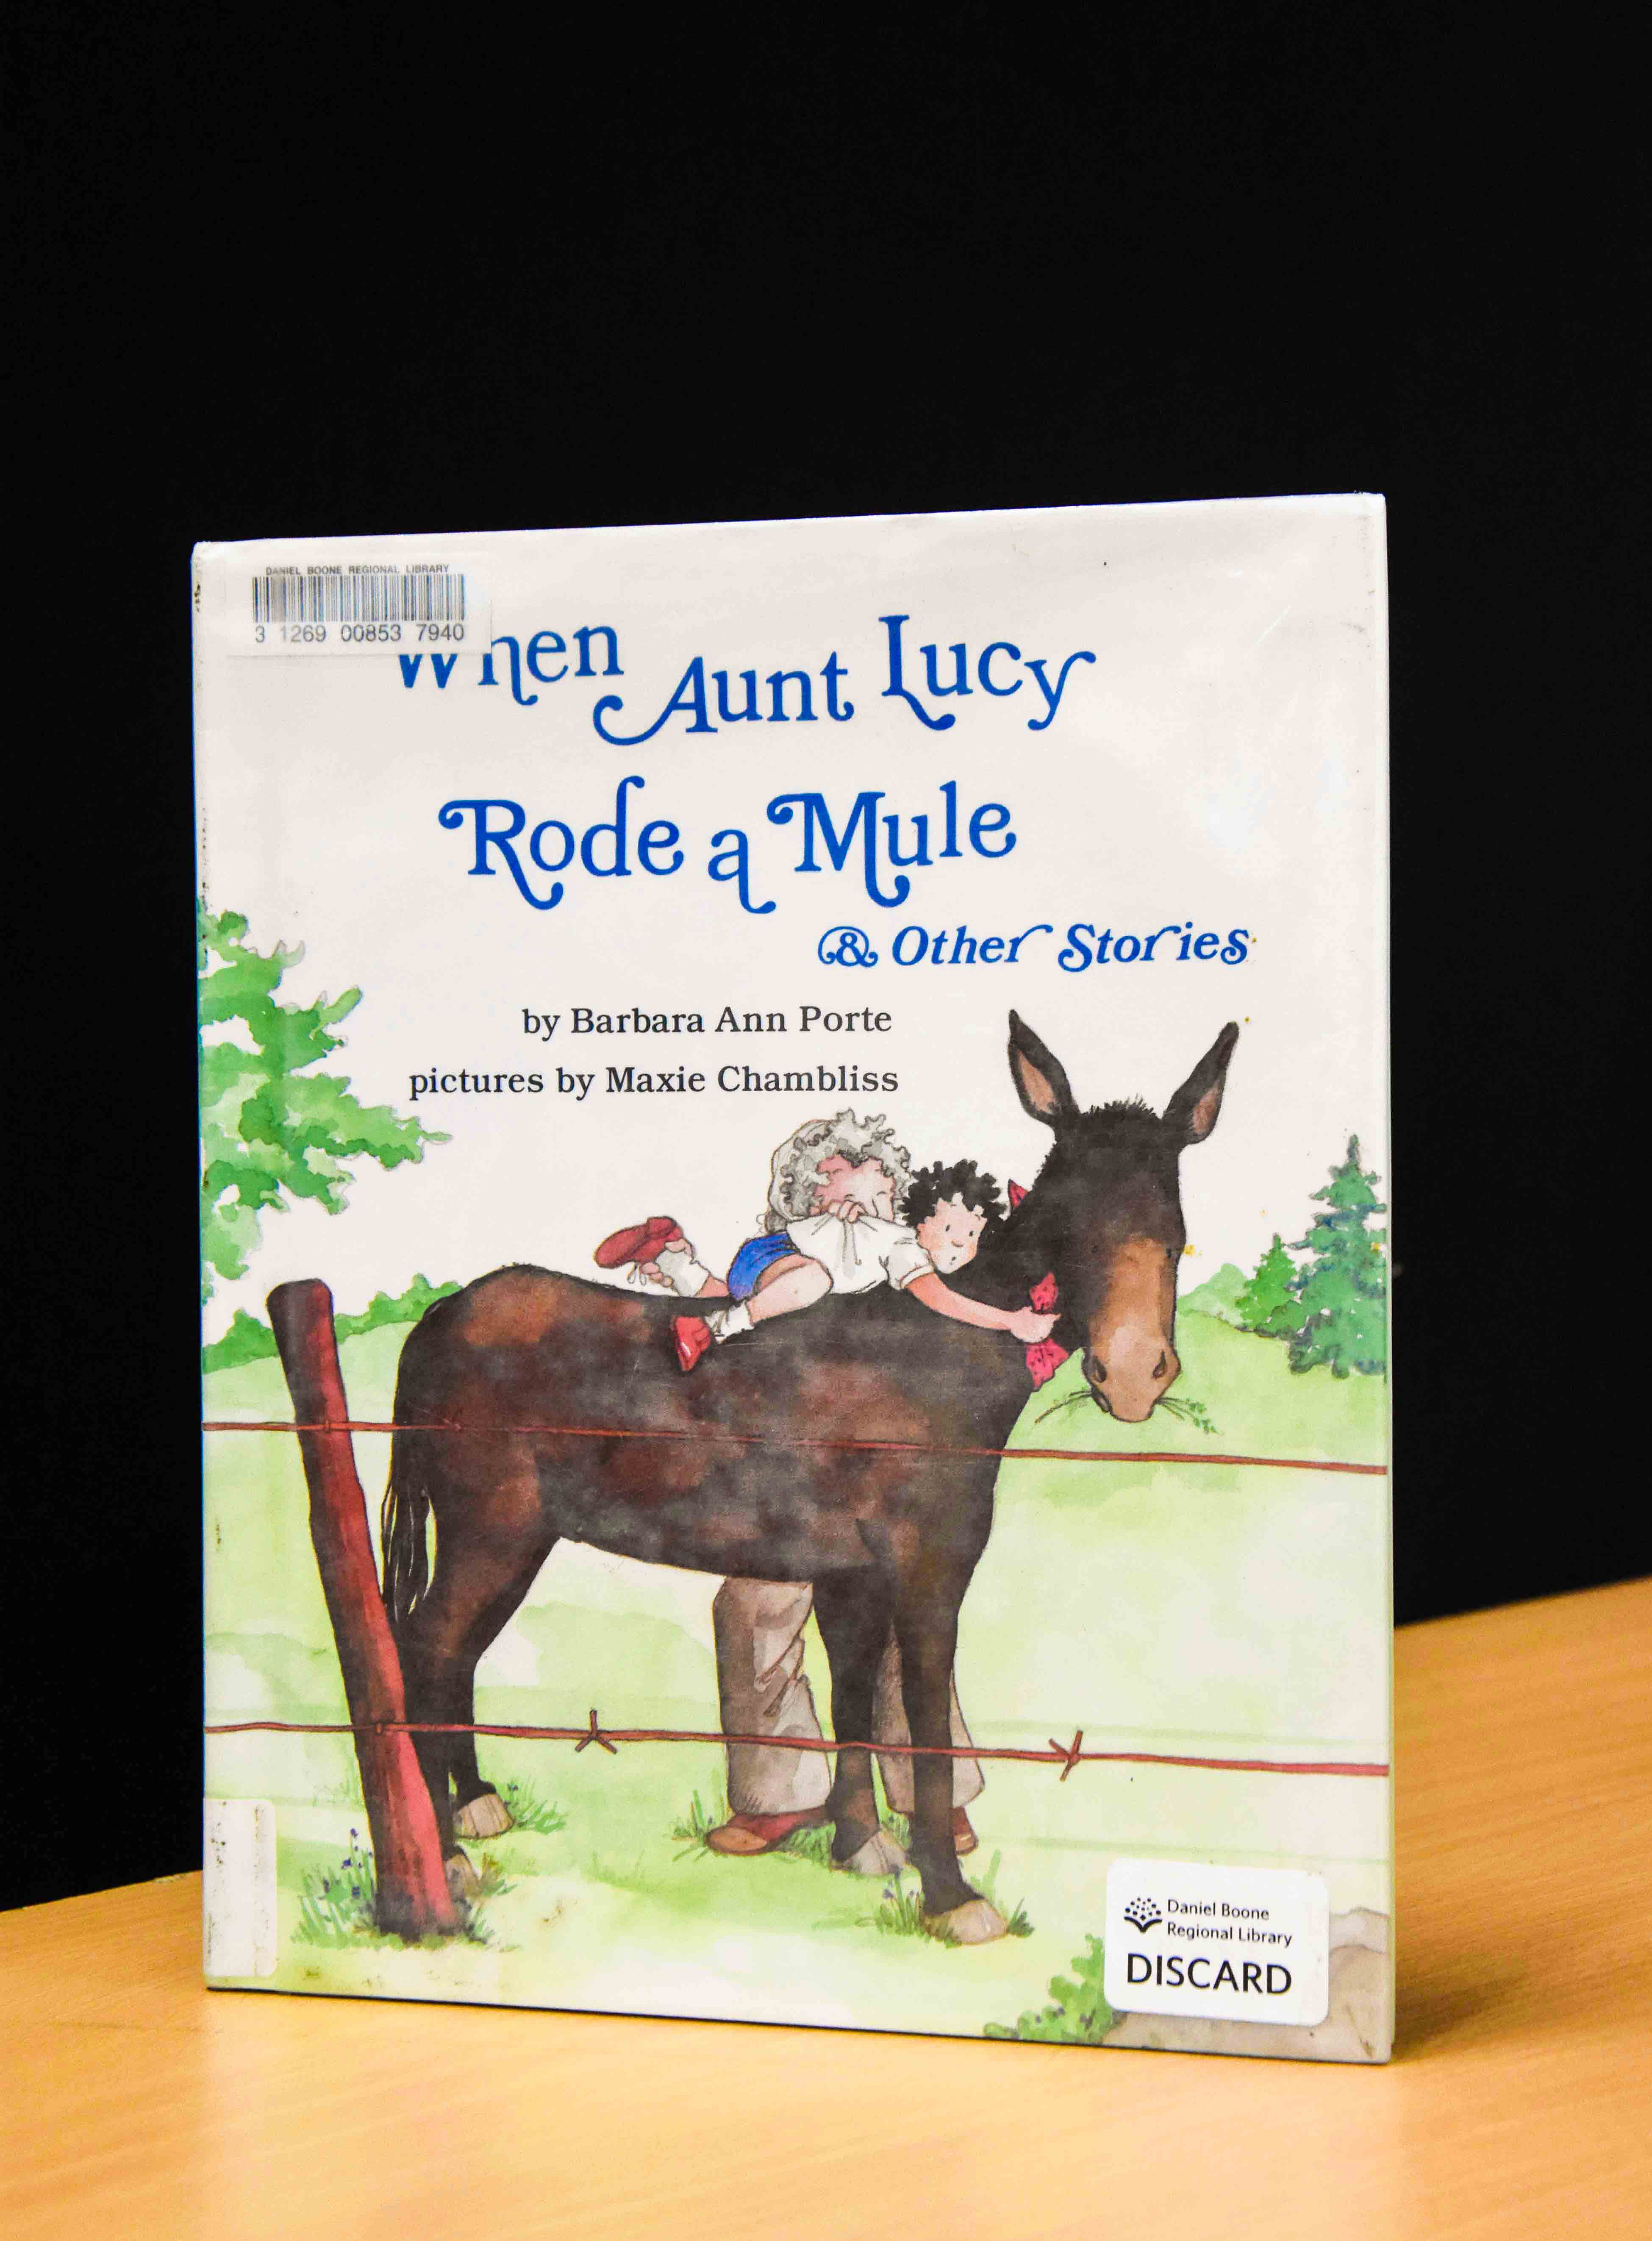 DANIEL BOONE REGIONAL LIBRARY
3 1269 00853 7940
When Aunt Lucy
Rode a Mule
& Other Stories
by Barbara Ann Porte
pictures by Maxie Chambliss
Daniel Boone
Regional Library
DISCARD